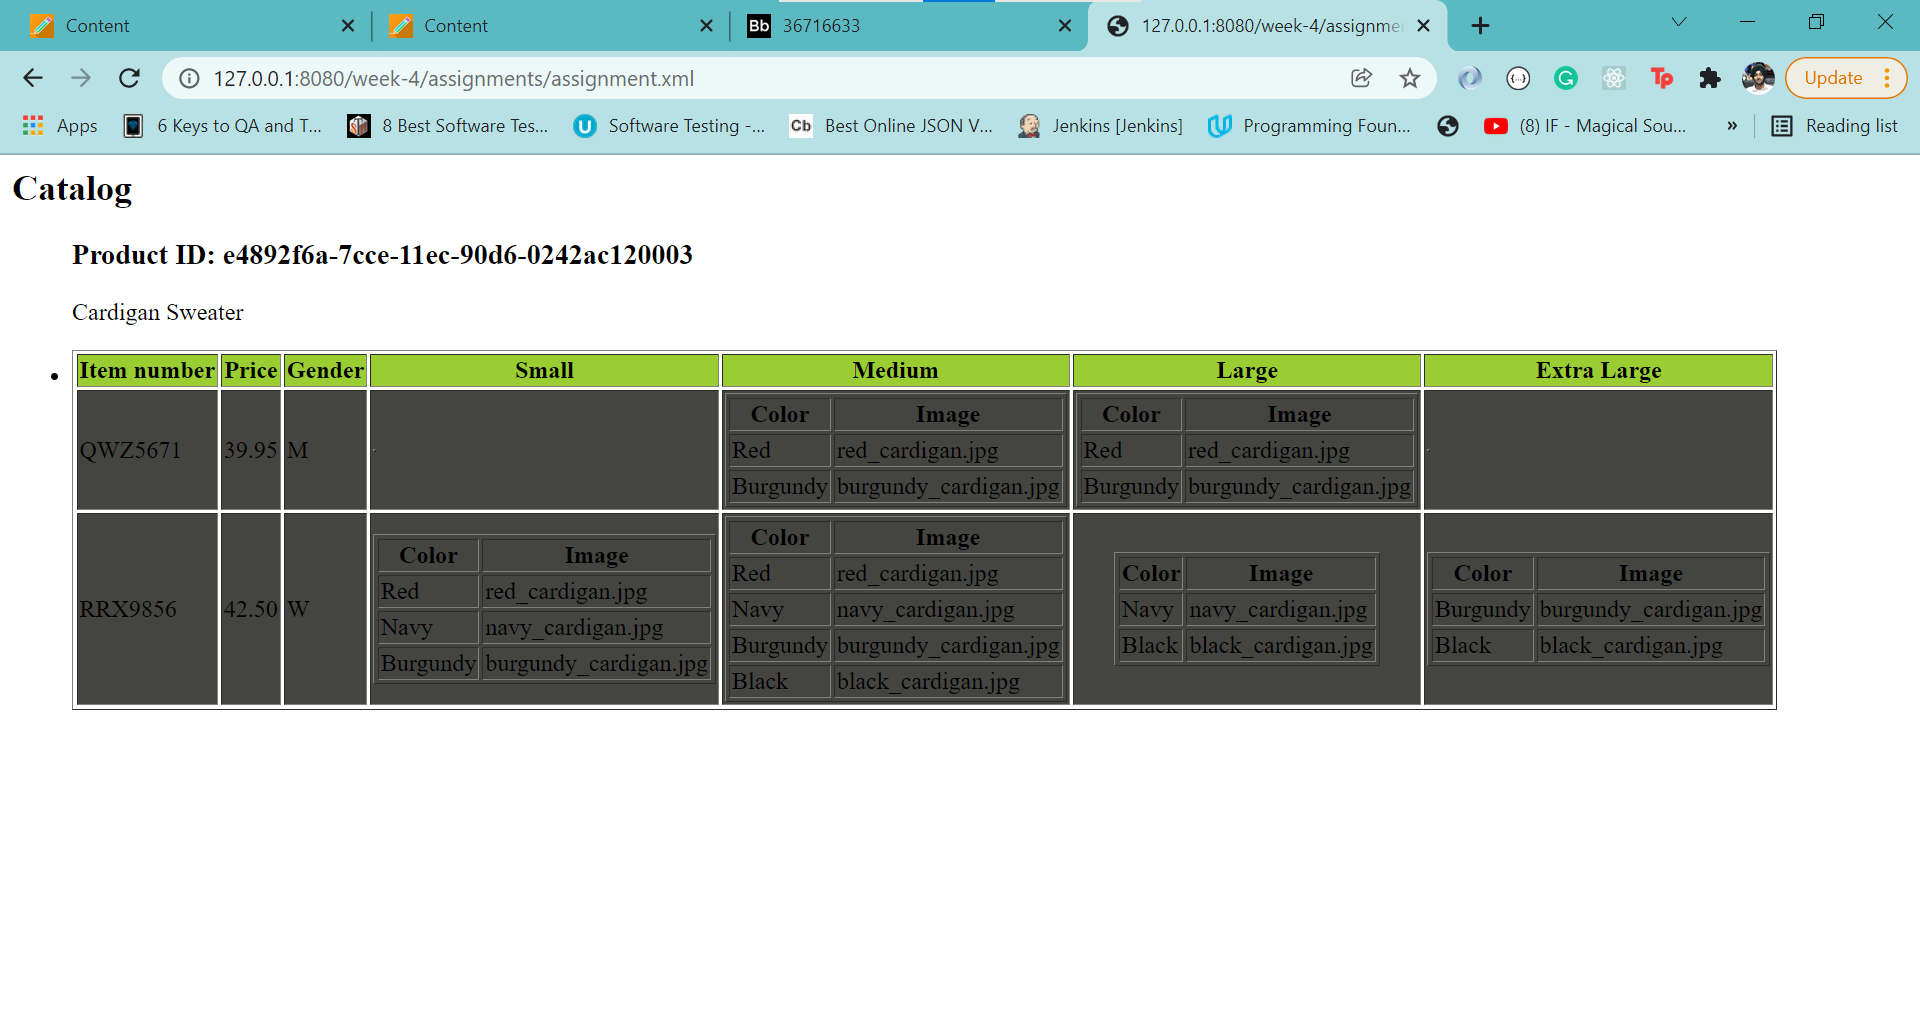 Content
Content
Bb 36716633
127.0.0.1:8080/week-4/assignme
127.0.0.1:8080/week-4/assignments/assignment.xml
Tp
Update
Apps
6 Keys to QA and T...
8 Best Software Tes...
Software Testing -...
Cb Best Online JSON V...
Jenkins [Jenkins]
Programming Foun...
(8) IF - Magical Sou...
»
Reading list
Catalog
Product ID: e4892f6a-7cce-11ec-90d6-0242ac120003
Cardigan Sweater
Item number Price Gender Small Medium Large Extra Large
QWZ5671 39.95 M
Color Image
Red red_cardigan.jpg
Burgundy burgundy_cardigan.jpg
Color Image
Red red_cardigan.jpg
Burgundy burgundy_cardigan.jpg
RRX9856 42.50 W
Color Image
Red red_cardigan.jpg
Navy navy_cardigan.jpg
Burgundy burgundy_cardigan.jpg
Color Image
Red red_cardigan.jpg
Navy navy_cardigan.jpg
Burgundy burgundy_cardigan.jpg
Black black_cardigan.jpg
Color Image
Navy navy_cardigan.jpg
Black black_cardigan.jpg
Color Image
Burgundy burgundy_cardigan.jpg
Black black_cardigan.jpg